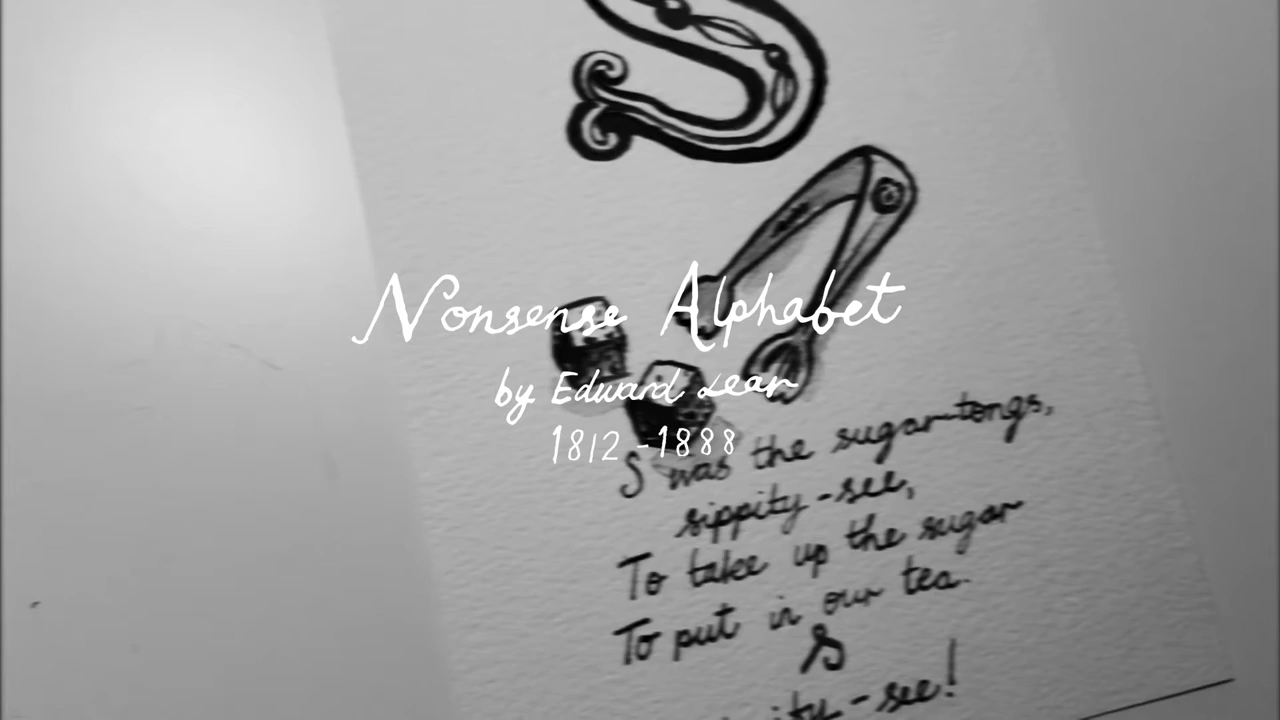 S
Nonsense Alphabet
by Edward Lear
1812-1888
S was the sugar-tongs,
sippity-see,
To take up the sugar
To put in our tea.
S
ity-see!